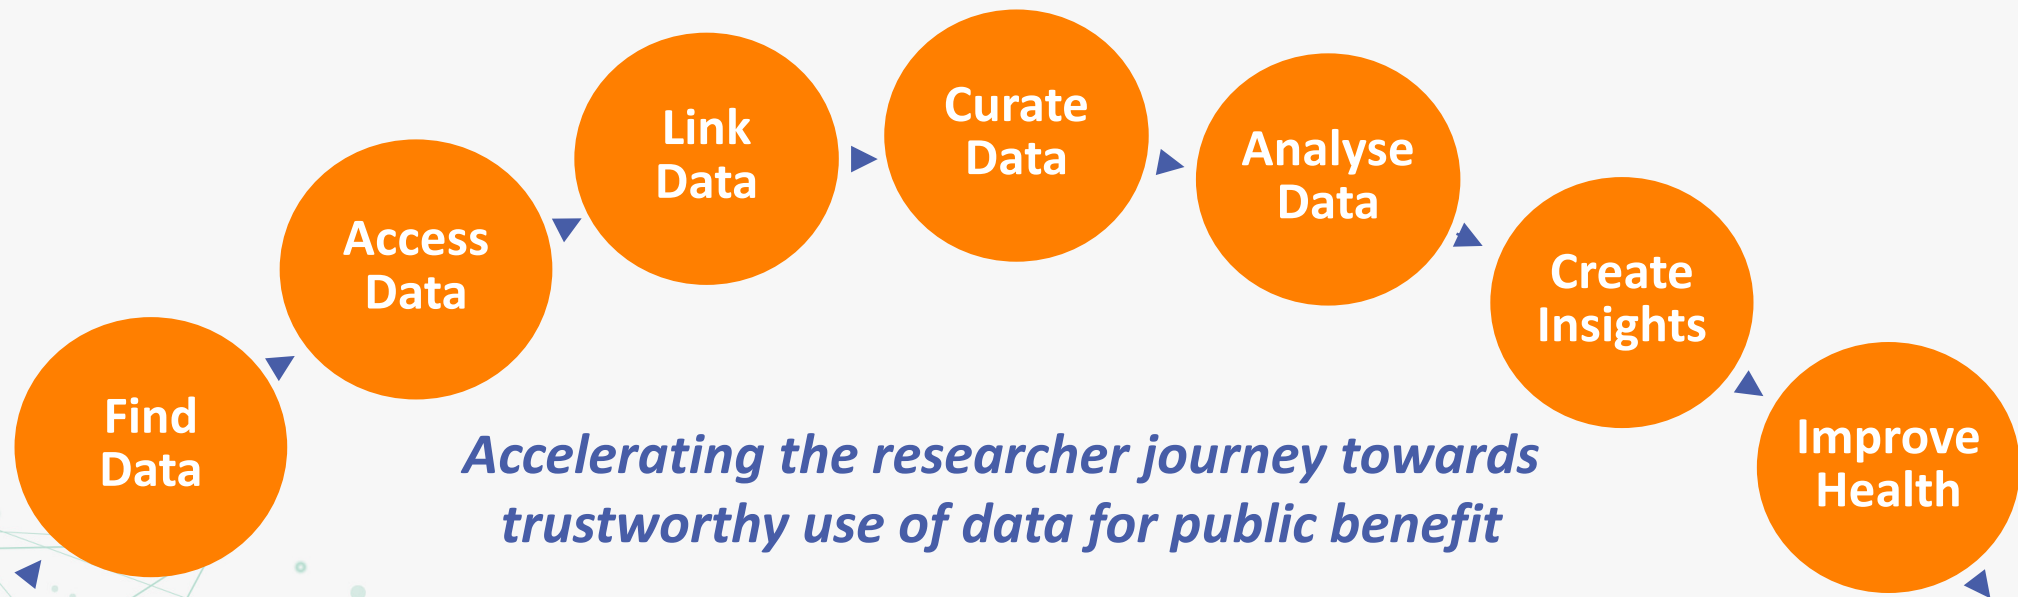 Find
Data
Access
Data
Link
Data
Curate
Data
Analyse
Data
Create
Insights
Improve
Health
Accelerating the researcher journey towards
trustworthy use of data for public benefit